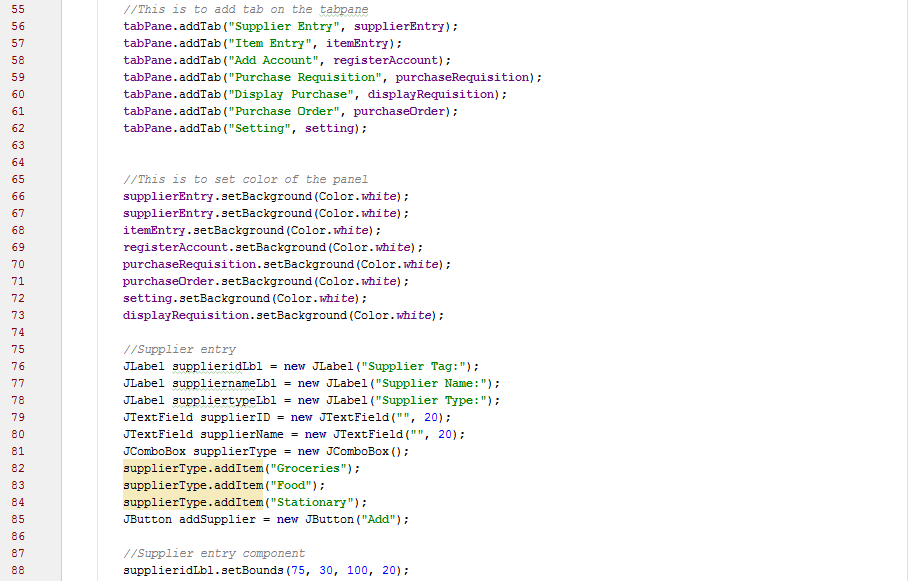 55 //This is to add tab on the tabpane
56 tabPane.addTab("Supplier Entry", supplierEntry);
57 tabPane.addTab("Item Entry", itemEntry);
58 tabPane.addTab("Add Account", registerAccount);
59 tabPane.addTab("Purchase Requisition", purchaseRequisition);
60 tabPane.addTab("Display Purchase", displayRequisition);
61 tabPane.addTab("Purchase Order", purchaseOrder);
62 tabPane.addTab("Setting", setting);
63
64
65 //This is to set color of the panel
66 supplierEntry.setBackground(Color.white);
67 supplierEntry.setBackground(Color.white);
68 itemEntry.setBackground(Color.white);
69 registerAccount.setBackground(Color.white);
70 purchaseRequisition.setBackground(Color.white);
71 purchaseOrder.setBackground(Color.white);
72 setting.setBackground(Color.white);
73 displayRequisition.setBackground(Color.white);
74
75 //Supplier entry
76 JLabel supplieridLbl = new JLabel("Supplier Tag:");
77 JLabel suppliernameLbl = new JLabel("Supplier Name:");
78 JLabel suppliertypeLbl = new JLabel("Supplier Type:");
79 JTextField supplierID = new JTextField("", 20);
80 JTextField supplierName = new JTextField("", 20);
81 JComboBox supplierType = new JComboBox();
82 supplierType.addItem("Groceries");
83 supplierType.addItem("Food");
84 supplierType.addItem("Stationary");
85 JButton addSupplier = new JButton("Add");
86
87 //Supplier entry component
88 supplieridLbl.setBounds(75, 30, 100, 20);